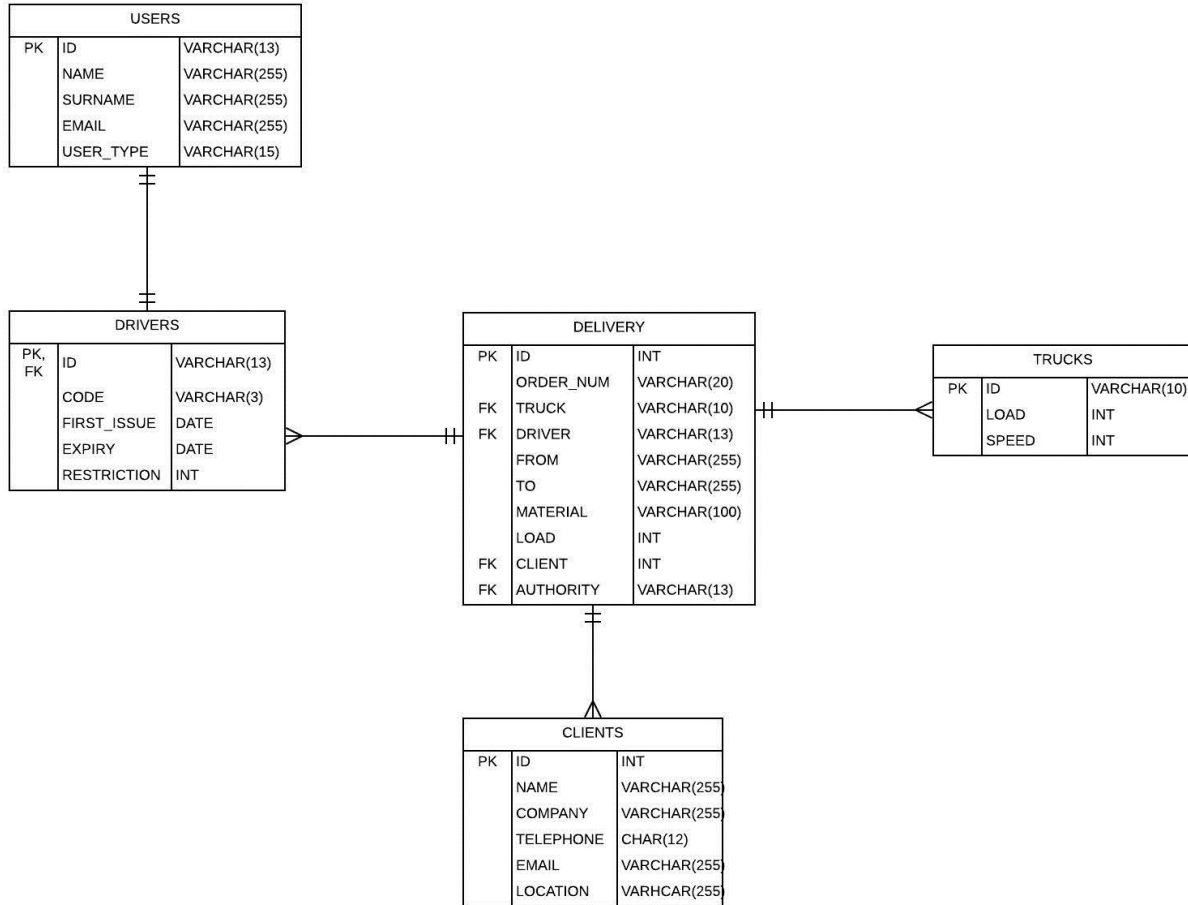 USERS
PK ID VARCHAR(13)
NAME VARCHAR(255)
SURNAME VARCHAR(255)
EMAIL VARCHAR(255)
USER_TYPE VARCHAR(15)
DRIVERS
PK, FK ID VARCHAR(13)
CODE VARCHAR(3)
FIRST_ISSUE DATE
EXPIRY DATE
RESTRICTION INT
DELIVERY
PK ID INT
ORDER_NUM VARCHAR(20)
FK TRUCK VARCHAR(10)
FK DRIVER VARCHAR(13)
FROM VARCHAR(255)
TO VARCHAR(255)
MATERIAL VARCHAR(100)
LOAD INT
FK CLIENT INT
FK AUTHORITY VARCHAR(13)
TRUCKS
PK ID VARCHAR(10)
LOAD INT
SPEED INT
CLIENTS
PK ID INT
NAME VARCHAR(255)
COMPANY VARCHAR(255)
TELEPHONE CHAR(12)
EMAIL VARCHAR(255)
LOCATION VARHCAR(255)